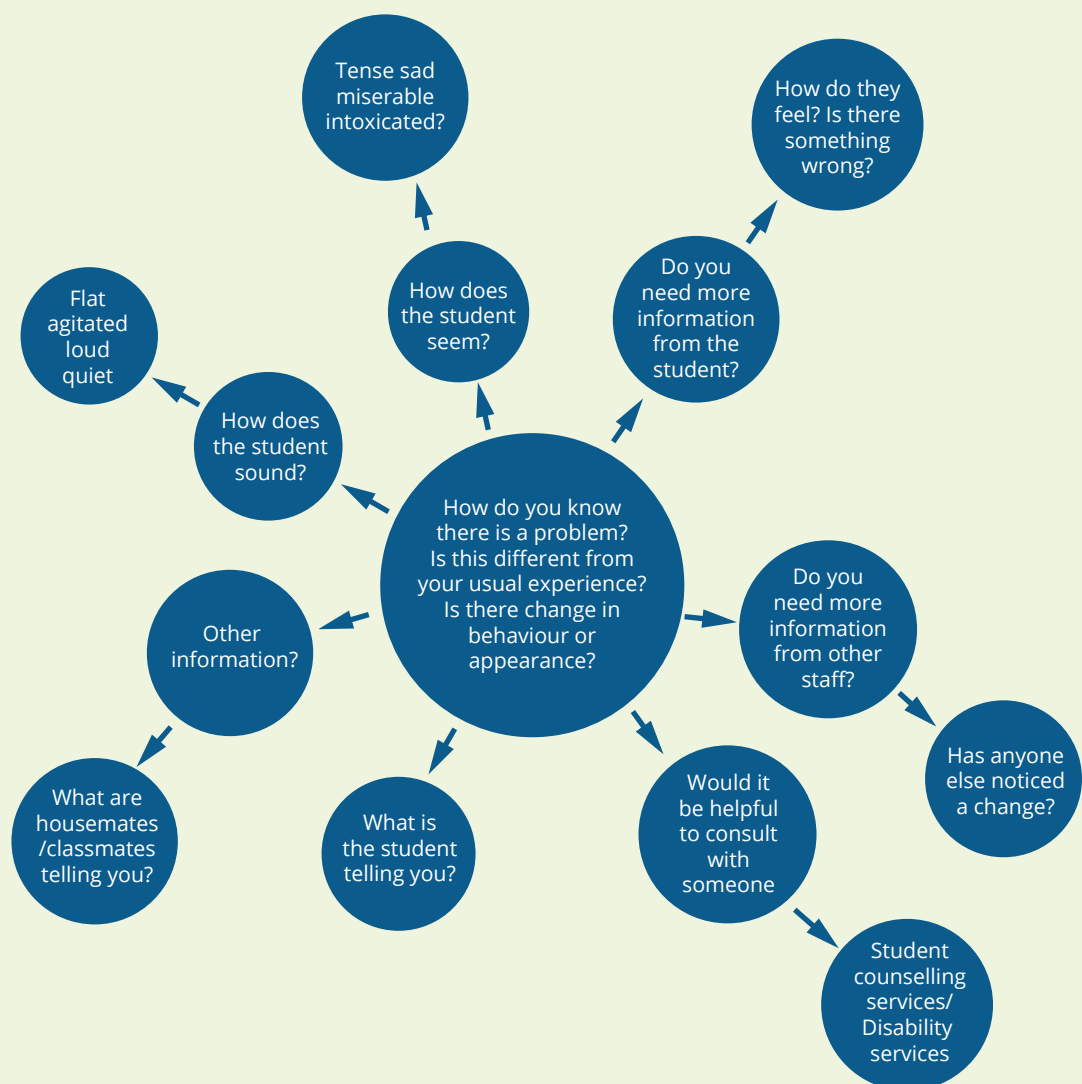 Tense sad
miserable
intoxicated?
How do they
feel? Is there
something
wrong?
How does
the student
seem?
Do you
need more
information
from the
student?
Flat
agitated
loud
quiet
How does
the student
sound?
How do you know
there is a problem?
Is this different from
your usual experience?
Is there change in
behaviour or
appearance?
Other
information?
Do you
need more
information
from other
staff?
What are
housemates
/classmates
telling you?
What is
the student
telling you?
Would it
be helpful
to consult
with
someone
Has anyone
else noticed
a change?
Student
counselling
services/
Disability
services